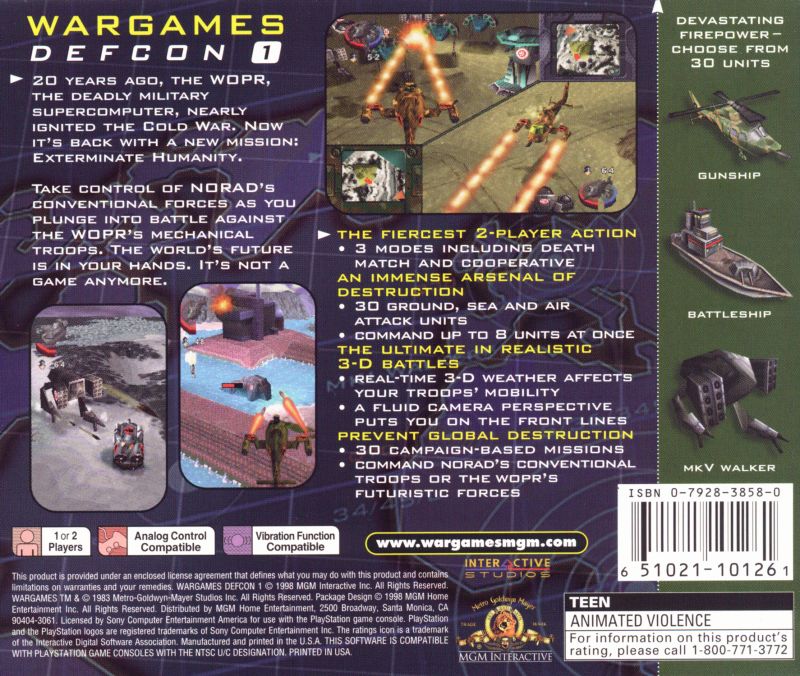 WARGAMES
DEFCON 1
20 YEARS AGO, THE WOPR,
THE DEADLY MILITARY
SUPERCOMPUTER, NEARLY
IGNITED THE COLD WAR. NOW
IT'S BACK WITH A NEW MISSION:
EXTERMINATE HUMANITY.
TAKE CONTROL OF NORAD'S
CONVENTIONAL FORCES AS YOU
PLUNGE INTO BATTLE AGAINST
THE WOPR'S MECHANICAL
TROOPS. THE WORLD'S FUTURE
IS IN YOUR HANDS. IT'S NOT A
GAME ANYMORE.
5-2
64
THE FIERCEST 2-PLAYER ACTION
• 3 MODES INCLUDING DEATH
MATCH AND COOPERATIVE
AN IMMENSE ARSENAL OF
DESTRUCTION
• 30 GROUND, SEA AND AIR
ATTACK UNITS
• COMMAND UP TO 8 UNITS AT ONCE
THE ULTIMATE IN REALISTIC
3-D BATTLES
• REAL-TIME 3-D WEATHER AFFECTS
YOUR TROOPS' MOBILITY
• A FLUID CAMERA PERSPECTIVE
PUTS YOU ON THE FRONT LINES
PREVENT GLOBAL DESTRUCTION
• 30 CAMPAIGN-BASED MISSIONS
• COMMAND NORAD'S CONVENTIONAL
TROOPS OR THE WOPR'S
FUTURISTIC FORCES
DEVASTATING
FIREPOWER—
CHOOSE FROM
30 UNITS
GUNSHIP
BATTLESHIP
MKV WALKER
1 or 2
Players
Analog Control
Compatible
Vibration Function
Compatible
www.wargamesmgm.com
INTERACTIVE
STUDIOS
ISBN 0-7928-3858-0
6 51021-10126 1
This product is provided under an enclosed license agreement that defines what you may do with this product and contains
limitations on warranties and your remedies. WARGAMES DEFCON 1 © 1998 MGM Interactive Inc. All Rights Reserved.
WARGAMES TM & © 1983 Metro-Goldwyn-Mayer Studios Inc. All Rights Reserved. Package Design © 1998 MGM Home
Entertainment Inc. All Rights Reserved. Distributed by MGM Home Entertainment, 2500 Broadway, Santa Monica, CA
90404-3061. Licensed by Sony Computer Entertainment America for use with the PlayStation game console. PlayStation
and the PlayStation logos are registered trademarks of Sony Computer Entertainment Inc. The ratings icon is a trademark
of the Interactive Digital Software Association. Manufactured and printed in the U.S.A. THIS SOFTWARE IS COMPATIBLE
WITH PLAYSTATION GAME CONSOLES WITH THE NTSC U/C DESIGNATION. PRINTED IN USA.
Metro Goldwyn Mayer
TRADE MARK
MGM INTERACTIVE
TEEN
ANIMATED VIOLENCE
For information on this product's
rating, please call 1-800-771-3772